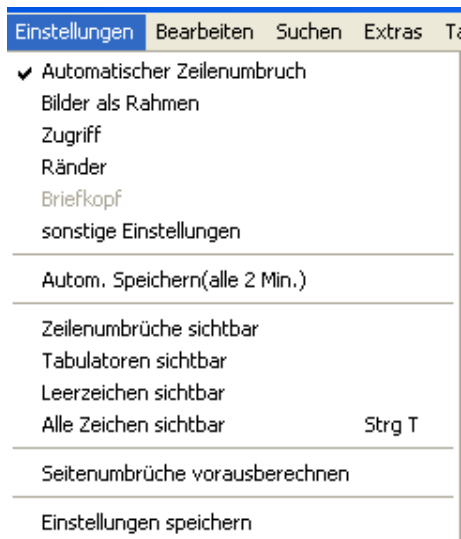 Einstellungen Bearbeiten Suchen Extras
Automatischer Zeilenumbruch
Bilder als Rahmen
Zugriff
Ränder
Briefkopf
sonstige Einstellungen
Autom. Speichern(alle 2 Min.)
Zeilenumbrüche sichtbar
Tabulatoren sichtbar
Leerzeichen sichtbar
Alle Zeichen sichtbar Strg T
Seitenumbrüche vorausberechnen
Einstellungen speichern